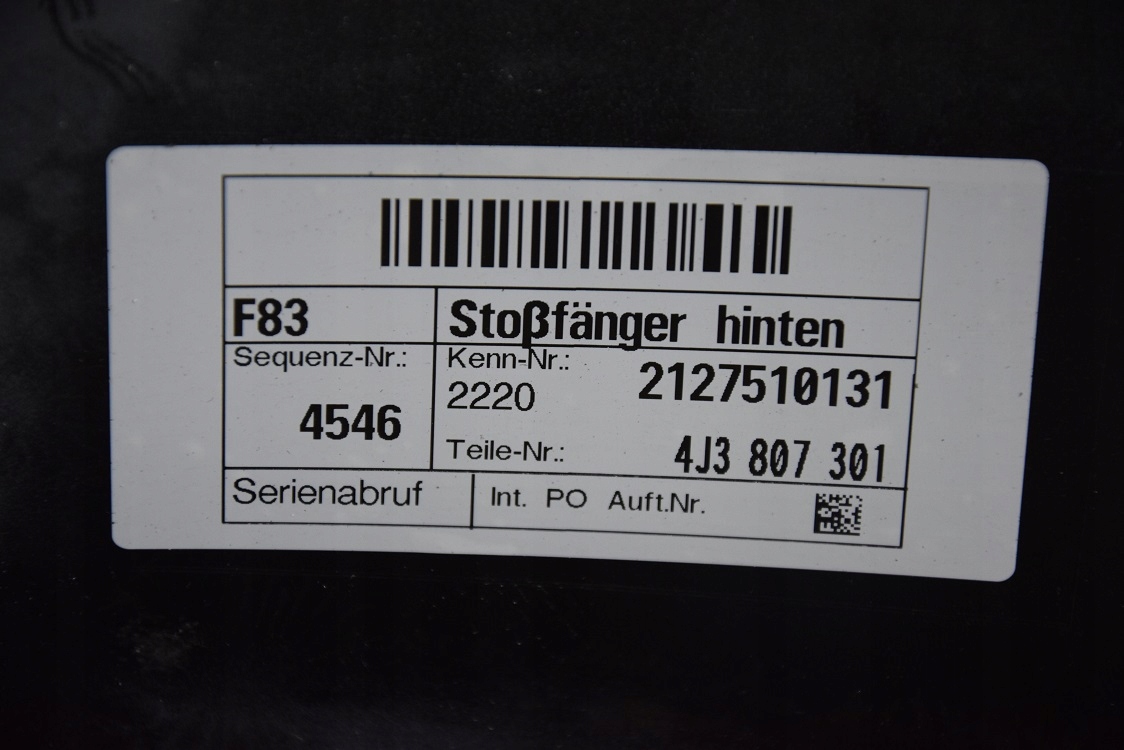 F83
Stoßfänger hinten
Sequenz-Nr.:
4546
Kenn-Nr.:
2220
2127510131
Teile-Nr.: 4J3 807 301
Serienabruf
Int. PO Auft.Nr.